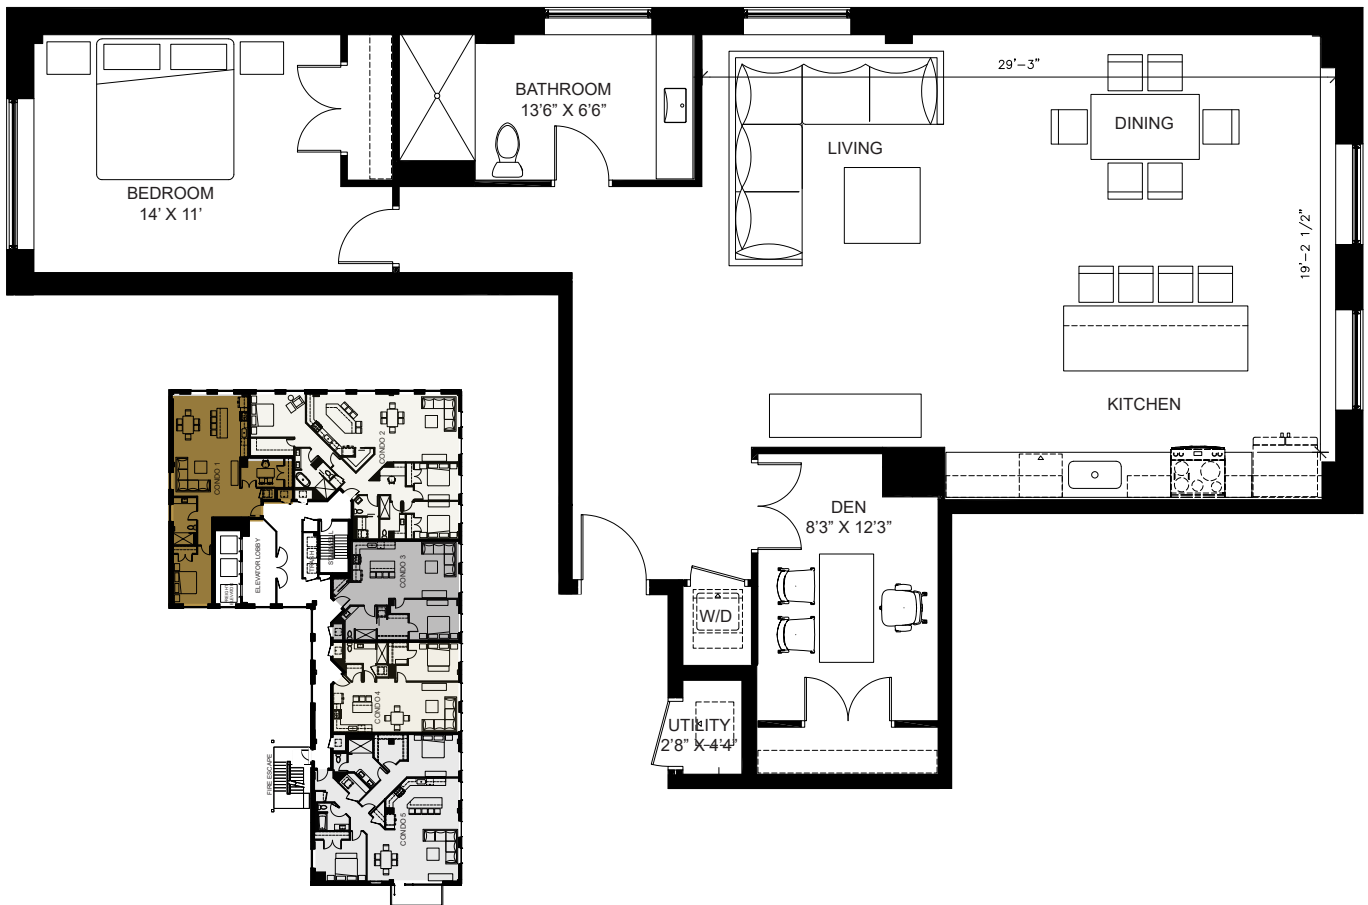 29'-3"
BATHROOM
13'6" X 6'6"
DINING
LIVING
BEDROOM
14' X 11'
19'-2 1/2"
KITCHEN
DEN
8'3" X 12'3"
W/D
UTILITY
2'8" X 4'4"
CONDO 1
CONDO 2
ELEVATOR LOBBY
TRASH
CONDO 3
CONDO 4
FIRE ESCAPE
CONDO 5